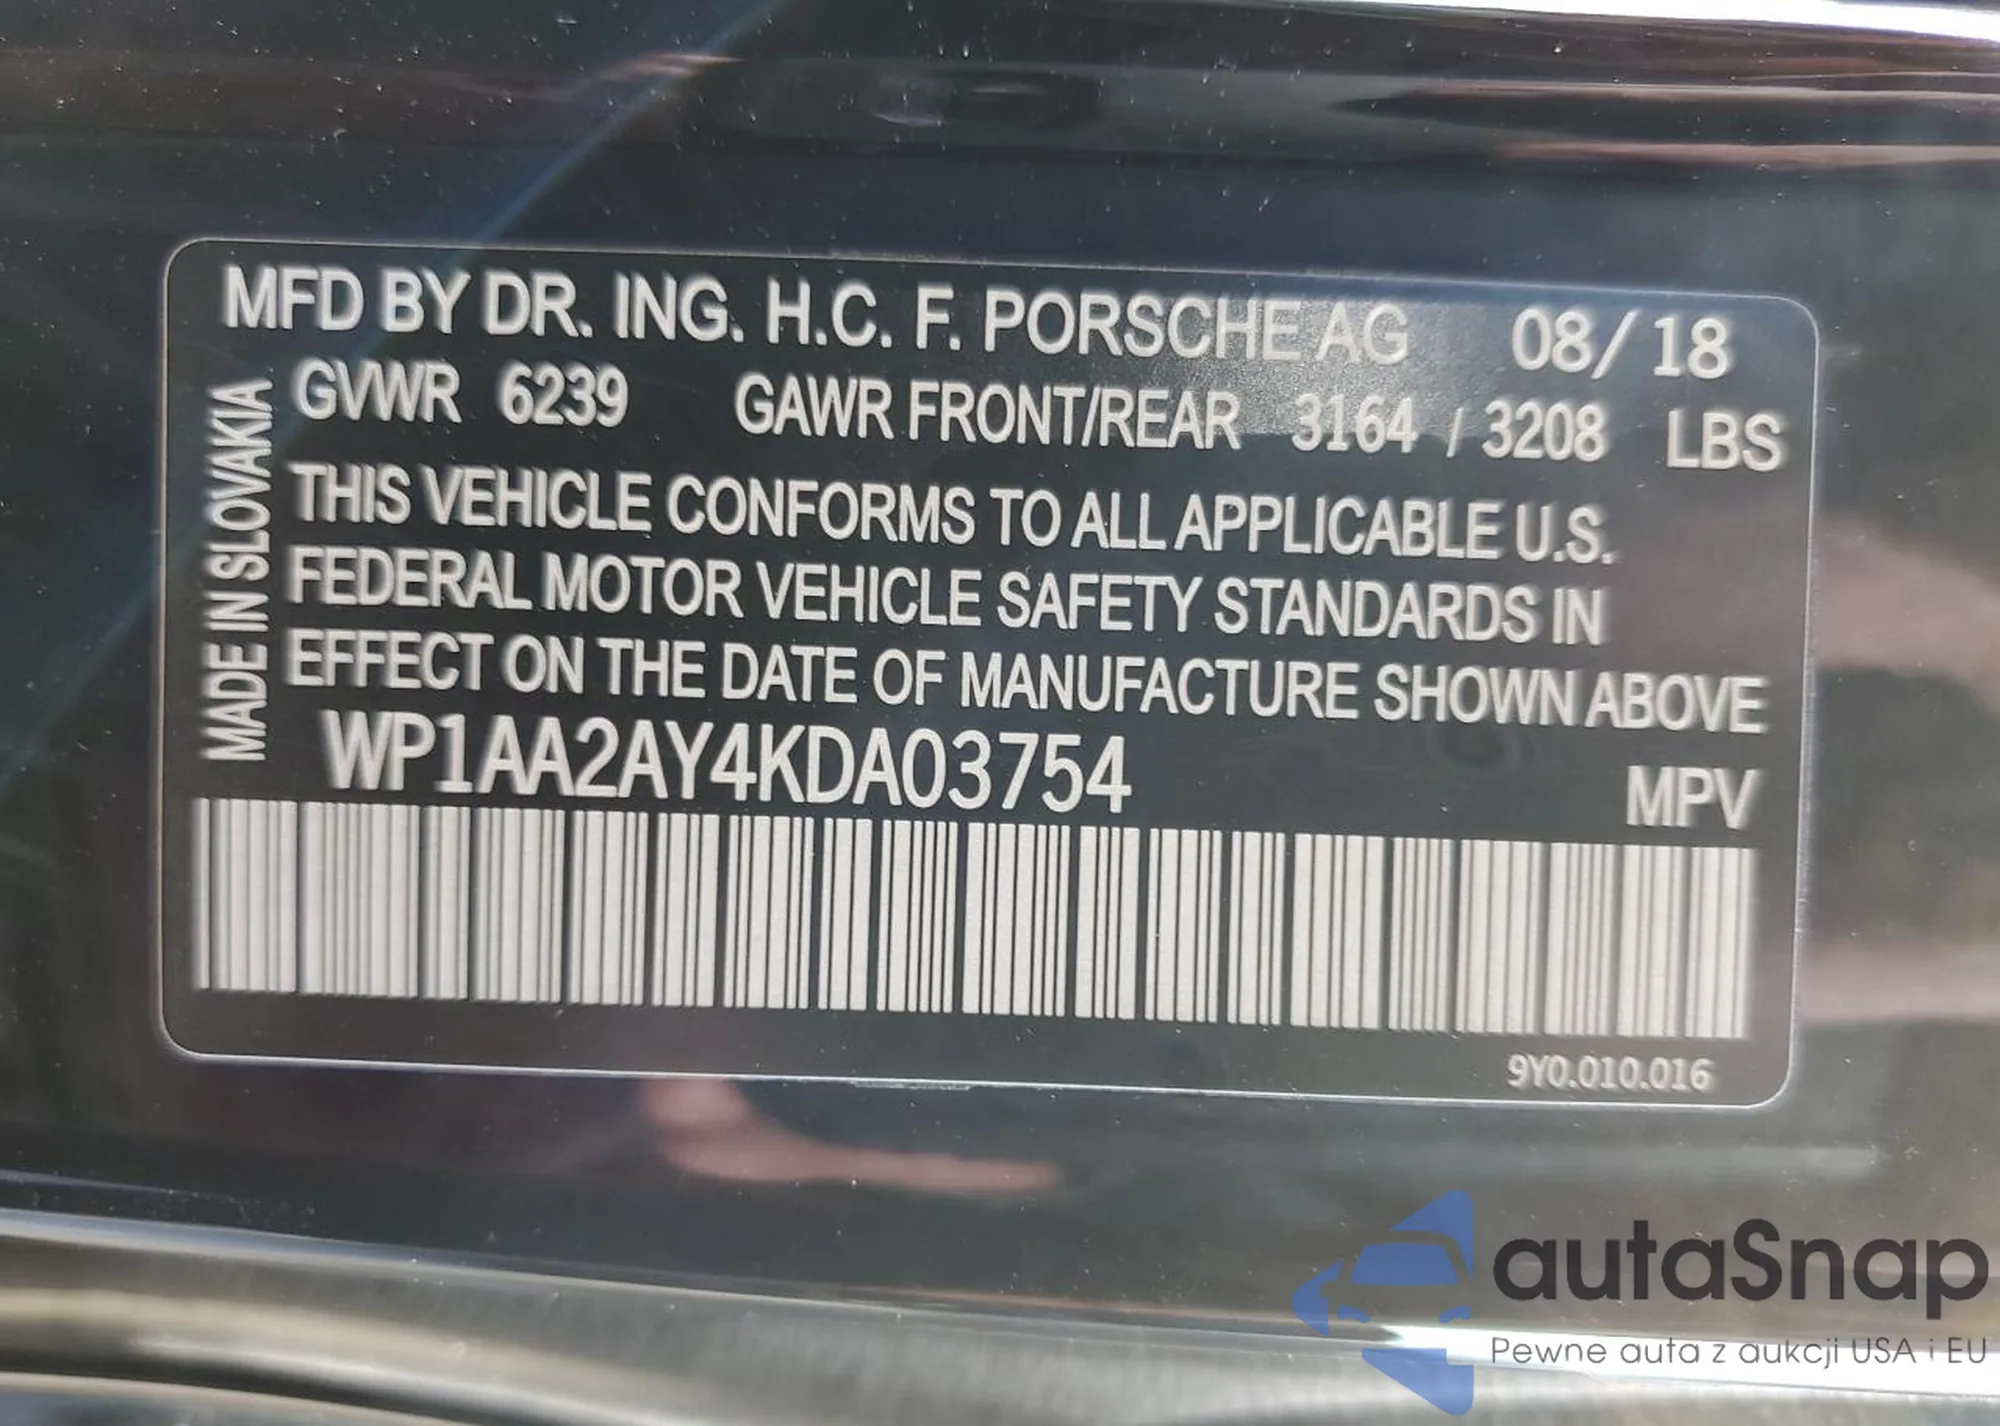 MFD BY DR. ING. H.C. F. PORSCHE AG 08/18
GVWR 6239 GAWR FRONT/REAR 3164 / 3208 LBS
THIS VEHICLE CONFORMS TO ALL APPLICABLE U.S.
FEDERAL MOTOR VEHICLE SAFETY STANDARDS IN
EFFECT ON THE DATE OF MANUFACTURE SHOWN ABOVE
WP1AA2AY4KDA03754 MPV
MADE IN SLOVAKIA
9Y0.010.016
autaSnap
Pewne auta z aukcji USA i EU